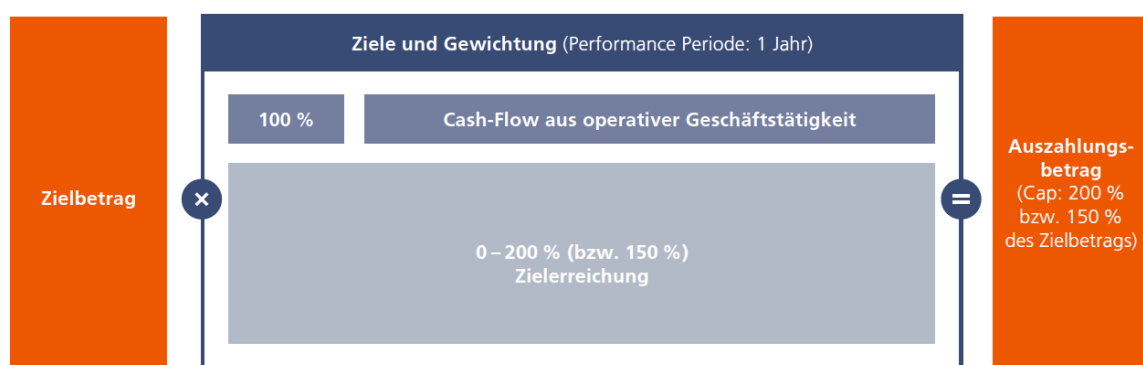 Ziele und Gewichtung (Performance Periode: 1 Jahr)
100 %
Cash-Flow aus operativer Geschäftstätigkeit
Zielbetrag
×
0 – 200 % (bzw. 150 %)
Zielerreichung
=
Auszahlungs-
betrag
(Cap: 200 %
bzw. 150 %
des Zielbetrags)